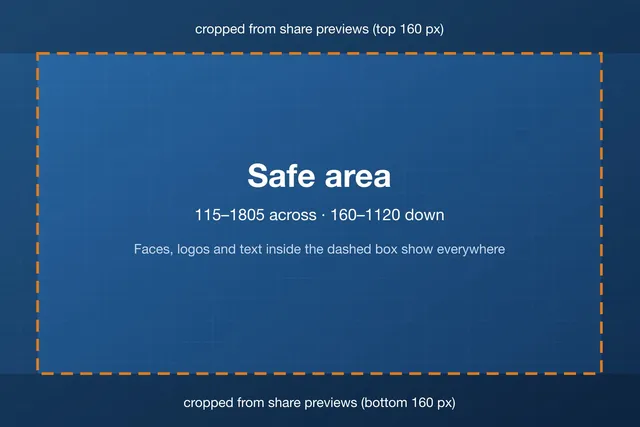 cropped from share previews (top 160 px)
Safe area
115–1805 across · 160–1120 down
Faces, logos and text inside the dashed box show everywhere
cropped from share previews (bottom 160 px)